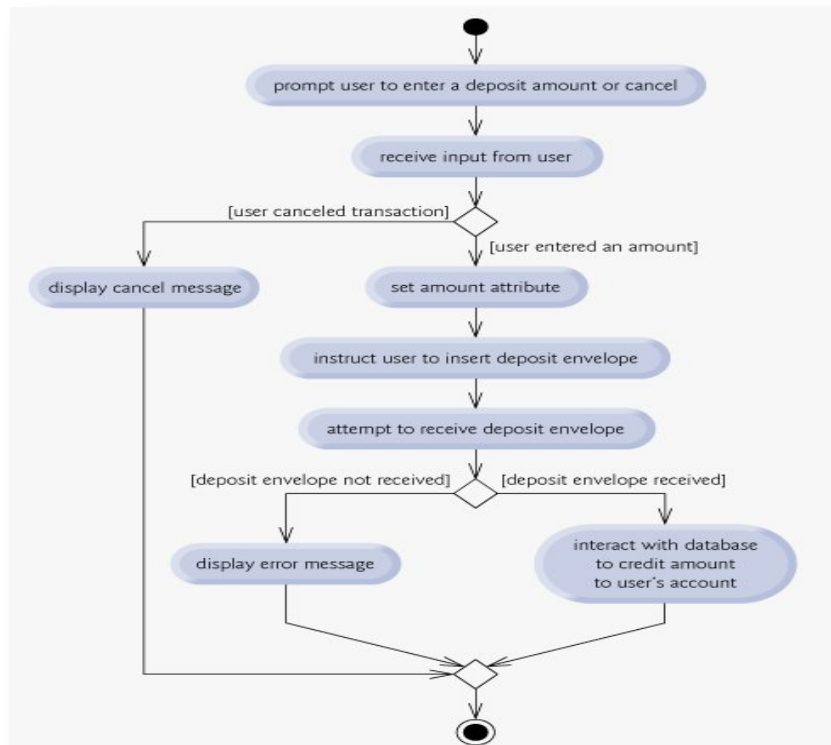 prompt user to enter a deposit amount or cancel
receive input from user
[user canceled transaction]
[user entered an amount]
display cancel message
set amount attribute
instruct user to insert deposit envelope
attempt to receive deposit envelope
[deposit envelope not received]
[deposit envelope received]
display error message
interact with database
to credit amount
to user's account